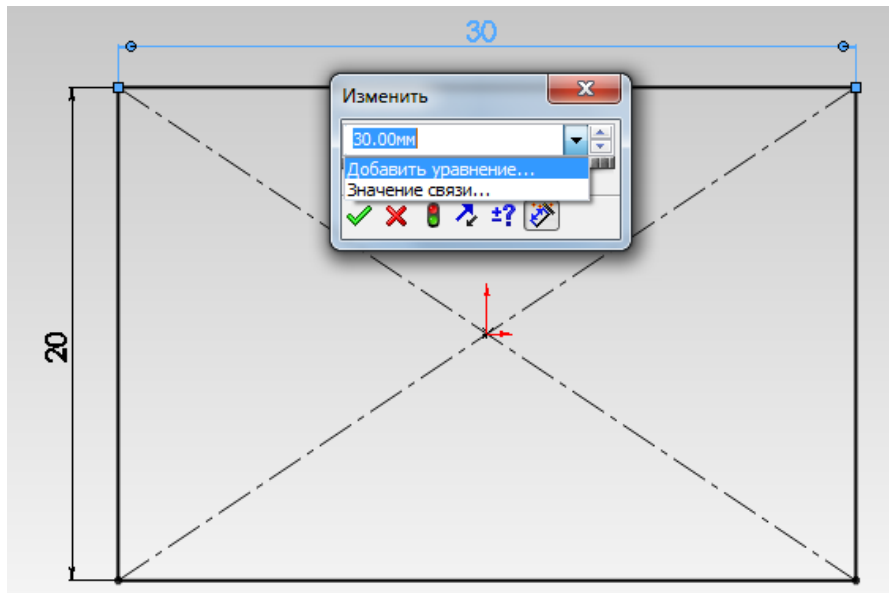 30
Изменить
30.00мм
Добавить уравнение...
Значение связи...
±?
20